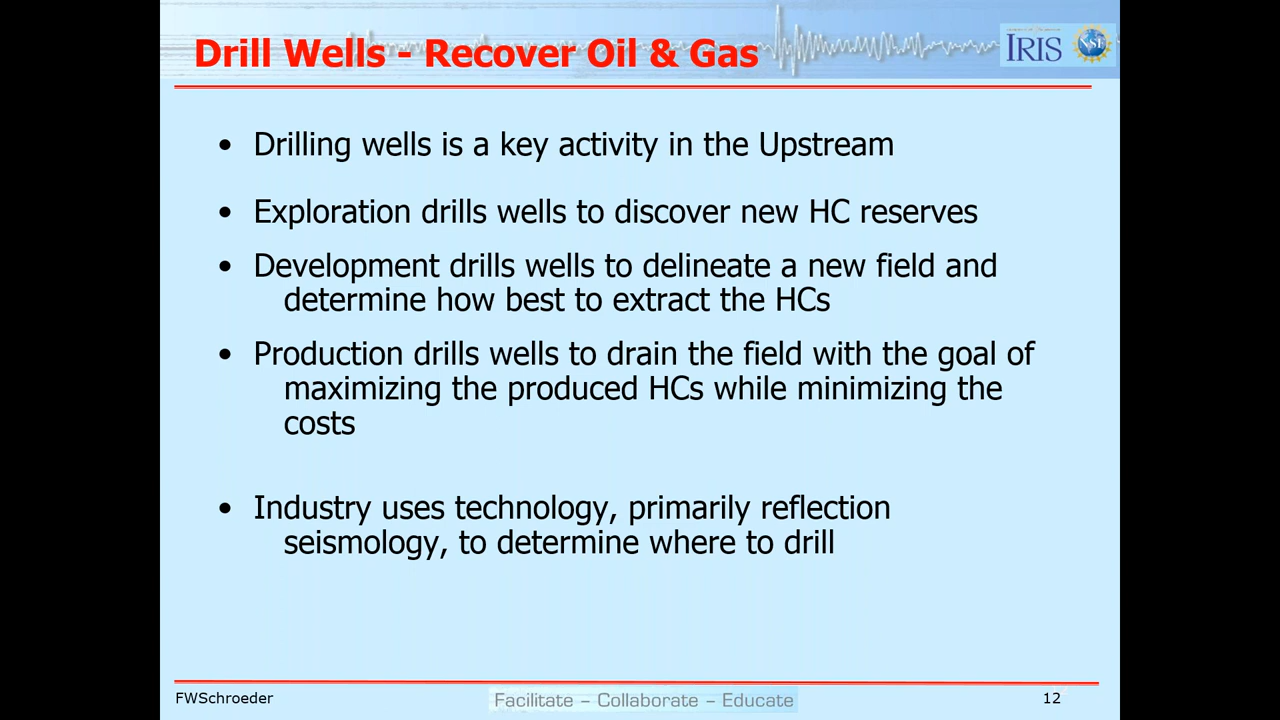 Drill Wells - Recover Oil & Gas
IRIS
NSF
• Drilling wells is a key activity in the Upstream
• Exploration drills wells to discover new HC reserves
• Development drills wells to delineate a new field and
determine how best to extract the HCs
• Production drills wells to drain the field with the goal of
maximizing the produced HCs while minimizing the
costs
• Industry uses technology, primarily reflection
seismology, to determine where to drill
FWSchroeder
Facilitate – Collaborate – Educate
12